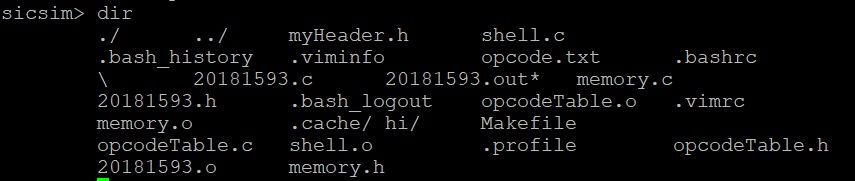 sicsim> dir
./ ../ myHeader.h shell.c
.bash_history .viminfo opcode.txt .bashrc
\ 20181593.c 20181593.out* memory.c
20181593.h .bash_logout opcodeTable.o .vimrc
memory.o .cache/ hi/ Makefile
opcodeTable.c shell.o .profile opcodeTable.h
20181593.o memory.h